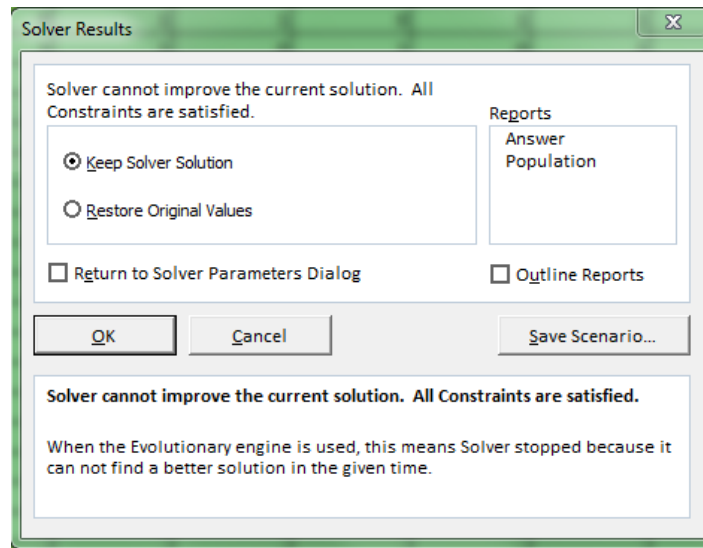 Solver Results
Solver cannot improve the current solution. All
Constraints are satisfied.
Reports
Answer
Population
Keep Solver Solution
Restore Original Values
Return to Solver Parameters Dialog
Outline Reports
OK
Cancel
Save Scenario...
Solver cannot improve the current solution. All Constraints are satisfied.
When the Evolutionary engine is used, this means Solver stopped because it
can not find a better solution in the given time.